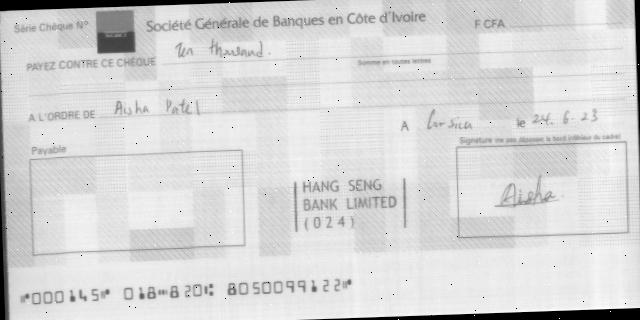 Série Chèque N°
Société Générale de Banques en Côte d'Ivoire
F CFA
PAYEZ CONTRE CE CHÈQUE Ten thousand.
Somme en toutes lettres
A L'ORDRE DE Aisha Patel
A Corsica le 24.6.23
Payable
Signature (ne pas dépasser le bord inférieur du cadre)
HANG SENG
BANK LIMITED
(024)
Aisha
⑈000145⑈ 018⑉820⑆ 8050099122⑈